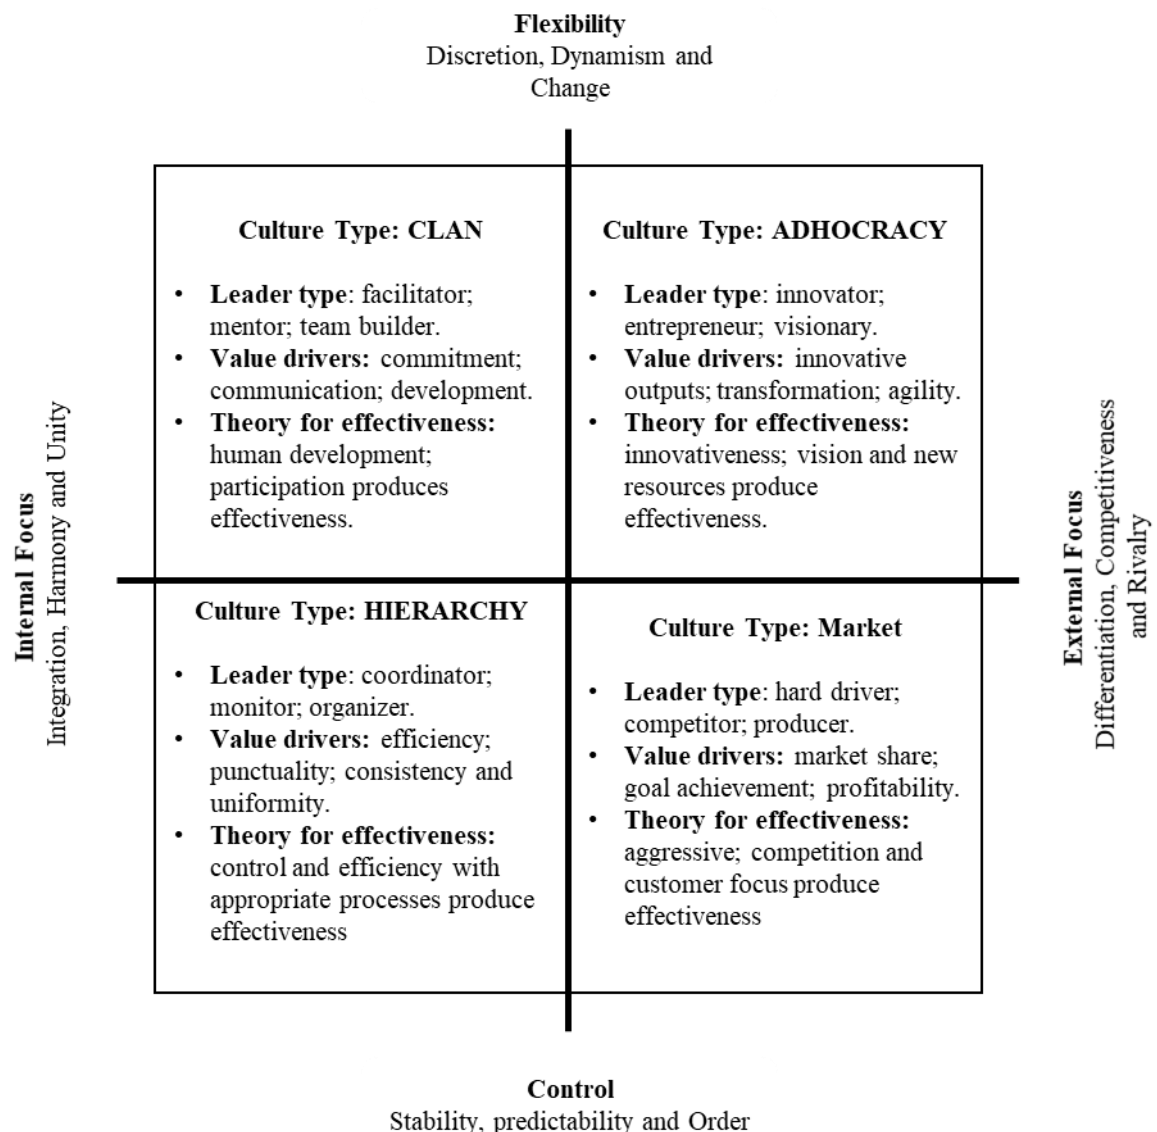 Flexibility
Discretion, Dynamism and
Change
Culture Type: CLAN
• Leader type: facilitator;
mentor; team builder.
• Value drivers: commitment;
communication; development.
• Theory for effectiveness:
human development;
participation produces
effectiveness.
Culture Type: ADHOCRACY
• Leader type: innovator;
entrepreneur; visionary.
• Value drivers: innovative
outputs; transformation; agility.
• Theory for effectiveness:
innovativeness; vision and new
resources produce
effectiveness.
Internal Focus
Integration, Harmony and Unity
External Focus
Differentiation, Competitiveness
and Rivalry
Culture Type: HIERARCHY
• Leader type: coordinator;
monitor; organizer.
• Value drivers: efficiency;
punctuality; consistency and
uniformity.
• Theory for effectiveness:
control and efficiency with
appropriate processes produce
effectiveness
Culture Type: Market
• Leader type: hard driver;
competitor; producer.
• Value drivers: market share;
goal achievement; profitability.
• Theory for effectiveness:
aggressive; competition and
customer focus produce
effectiveness
Control
Stability, predictability and Order